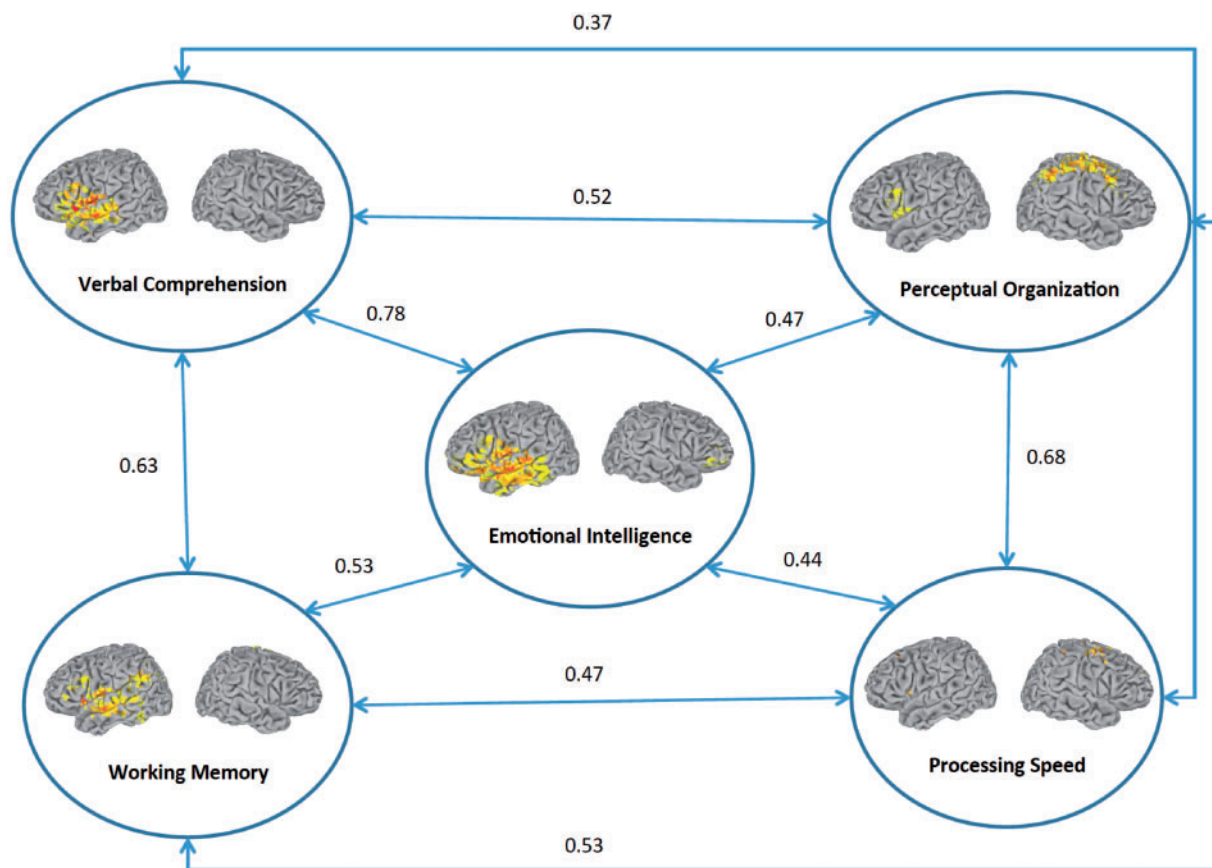 0.37
0.52
Verbal Comprehension
Perceptual Organization
0.78
0.47
0.63
0.68
Emotional Intelligence
0.53
0.44
0.47
Working Memory
Processing Speed
0.53